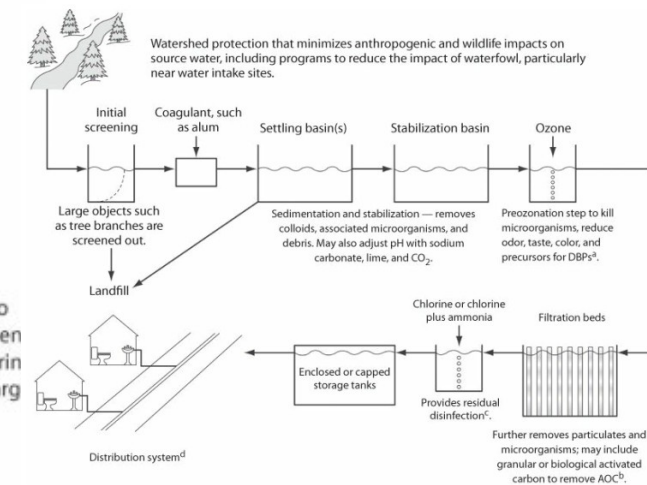 Watershed protection that minimizes anthropogenic and wildlife impacts on
source water, including programs to reduce the impact of waterfowl, particularly
near water intake sites.
Initial
screening
Coagulant, such
as alum
Settling basin(s)
Stabilization basin
Ozone
Large objects such
as tree branches are
screened out.
Sedimentation and stabilization — removes
colloids, associated microorganisms, and
debris. May also adjust pH with sodium
carbonate, lime, and CO₂.
Prezonation step to kill
microorganisms, reduce
odor, taste, color, and
precursors for DBPsᵃ.
Landfill
Chlorine or chlorine
plus ammonia
Filtration beds
Enclosed or capped
storage tanks
Provides residual
disinfectionᶜ.
Further removes particulates and
microorganisms; may include
granular or biological activated
carbon to remove AOCᵇ.
Distribution systemᵈ